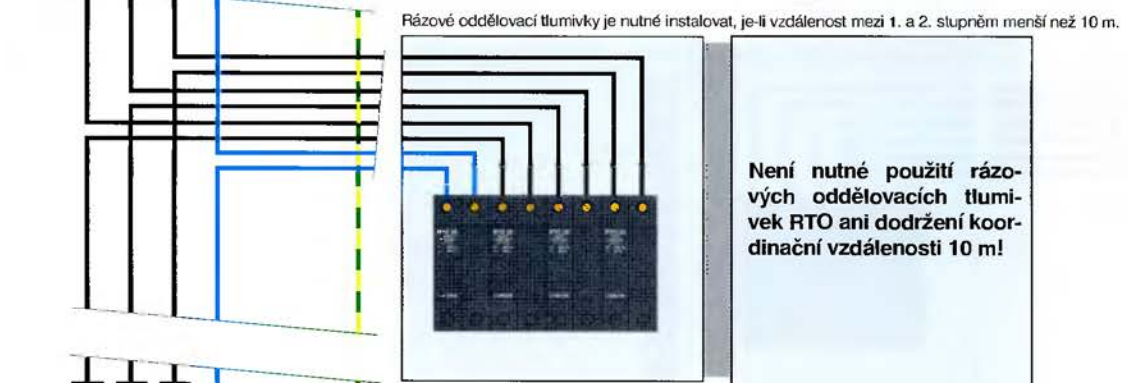 Rázové oddělovací tlumivky je nutné instalovat, je-li vzdálenost mezi 1. a 2. stupněm menší než 10 m.
Není nutné použití rázo-
vých oddělovacích tlumi-
vek RTO ani dodržení koor-
dinační vzdálenosti 10 m!